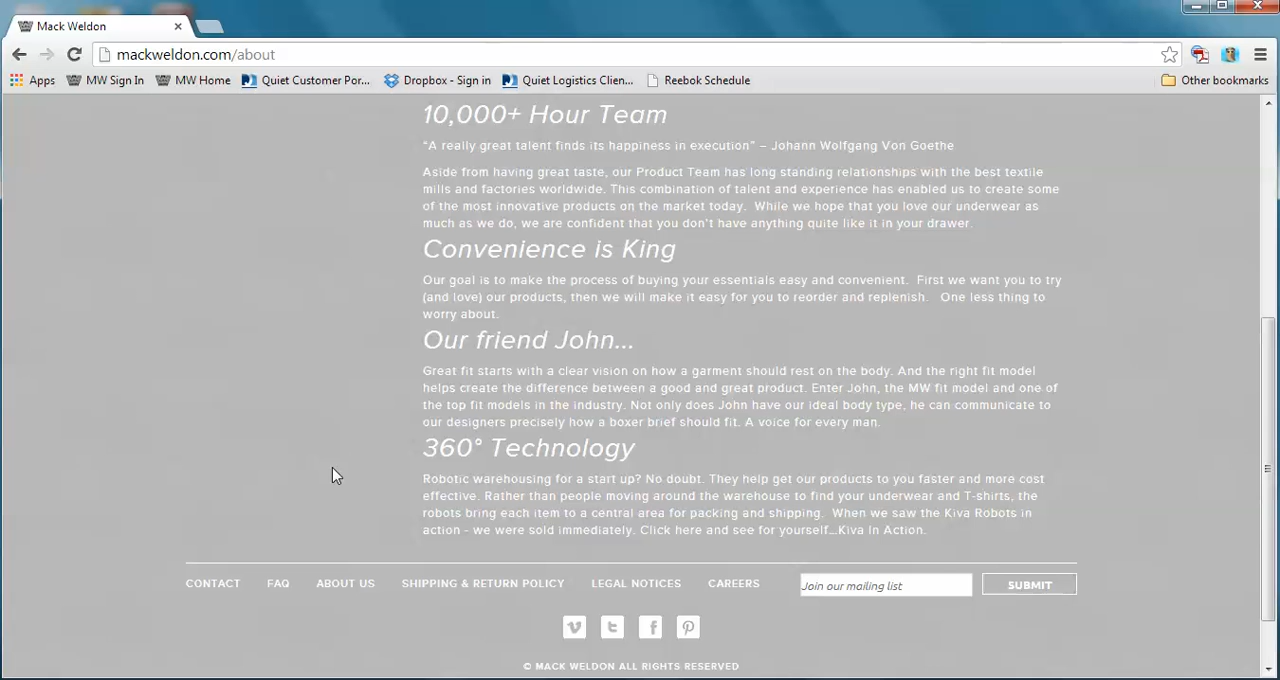 Mack Weldon
mackweldon.com/about
Apps MW Sign In MW Home Quiet Customer Por... Dropbox - Sign in Quiet Logistics Clien... Reebok Schedule Other bookmarks
10,000+ Hour Team
“A really great talent finds its happiness in execution” – Johann Wolfgang Von Goethe
Aside from having great taste, our Product Team has long standing relationships with the best textile
mills and factories worldwide. This combination of talent and experience has enabled us to create some
of the most innovative products on the market today. While we hope that you love our underwear as
much as we do, we are confident that you don't have anything quite like it in your drawer.
Convenience is King
Our goal is to make the process of buying your essentials easy and convenient. First we want you to try
(and love) our products, then we will make it easy for you to reorder and replenish. One less thing to
worry about.
Our friend John...
Great fit starts with a clear vision on how a garment should rest on the body. And the right fit model
helps create the difference between a good and great product. Enter John, the MW fit model and one of
the top fit models in the industry. Not only does John have our ideal body type, he can communicate to
our designers precisely how a boxer brief should fit. A voice for every man.
360° Technology
Robotic warehousing for a start up? No doubt. They help get our products to you faster and more cost
effective. Rather than people moving around the warehouse to find your underwear and T-shirts, the
robots bring each item to a central area for packing and shipping. When we saw the Kiva Robots in
action - we were sold immediately. Click here and see for yourself...Kiva In Action.
CONTACT FAQ ABOUT US SHIPPING & RETURN POLICY LEGAL NOTICES CAREERS Join our mailing list SUBMIT
© MACK WELDON ALL RIGHTS RESERVED